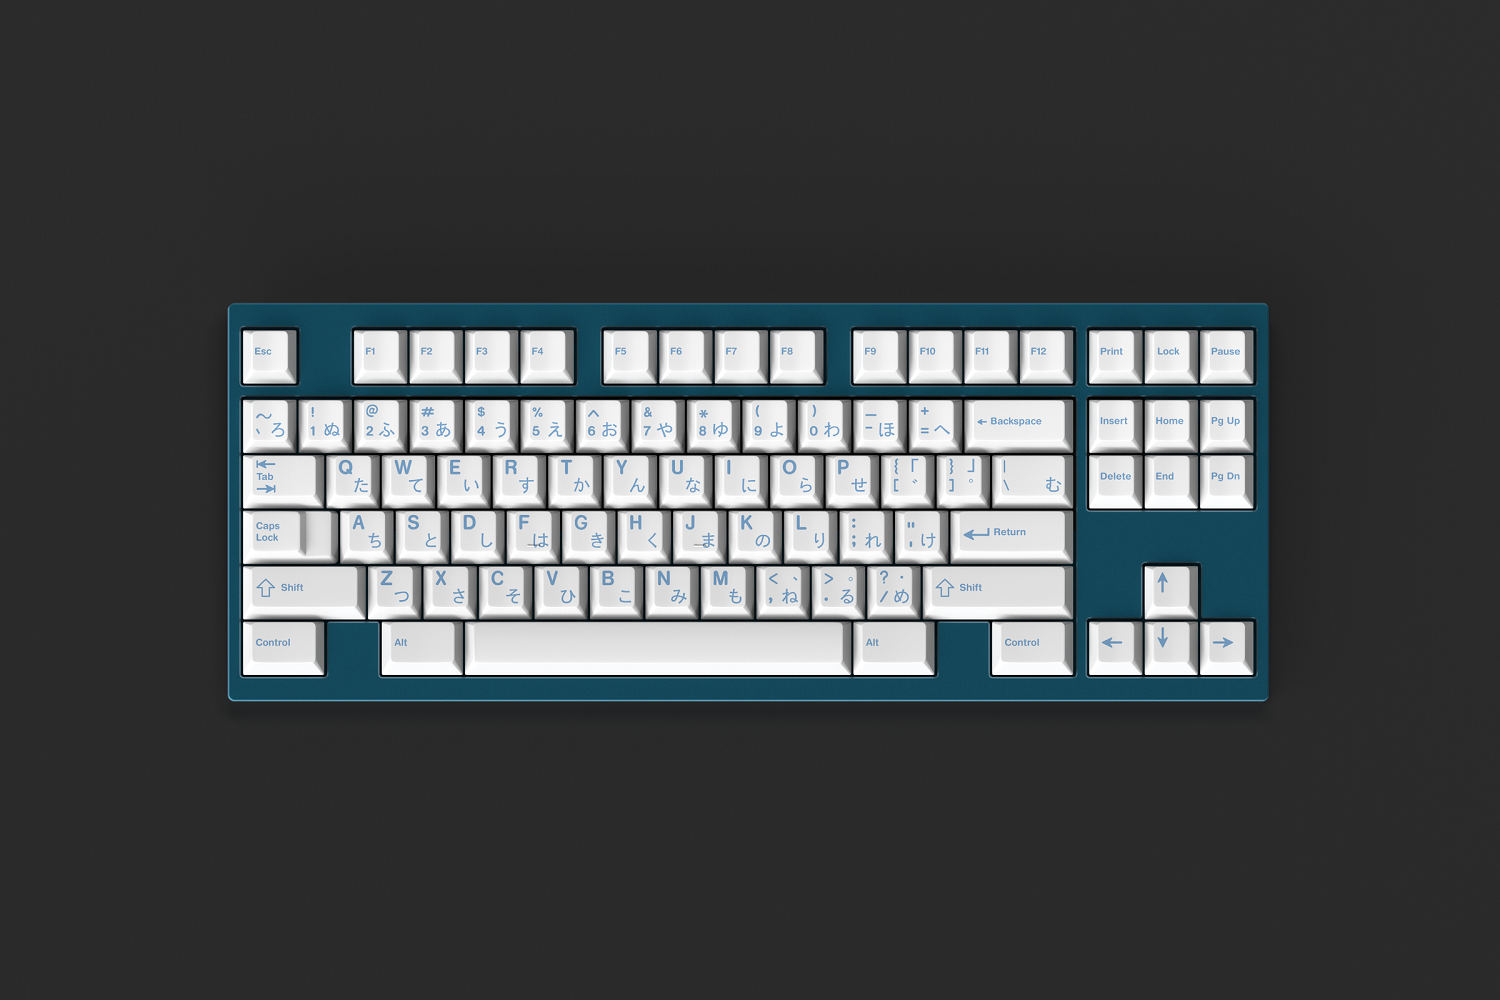 Esc F1 F2 F3 F4 F5 F6 F7 F8 F9 F10 F11 F12 Print Lock Pause
~ ` ろ ! 1 ぬ @ 2 ふ # 3 あ $ 4 う % 5 え ^ 6 お & 7 や * 8 ゆ ( 9 よ ) 0 わ _ - ほ + = へ ← Backspace Insert Home Pg Up
Tab Q た W て E い R す T か Y ん U な I に O ら P せ { 「 [ ゛ } 」 ] ゜ | \ む Delete End Pg Dn
Caps
Lock
A ち S と D し F は G き H く J ま K の L り : ; れ " ' け Return
⇧ Shift Z つ X さ C そ V ひ B こ N み M も < 、 , ね > 。 . る ? ・ / め ⇧ Shift ↑
Control Alt Alt Control ← ↓ →